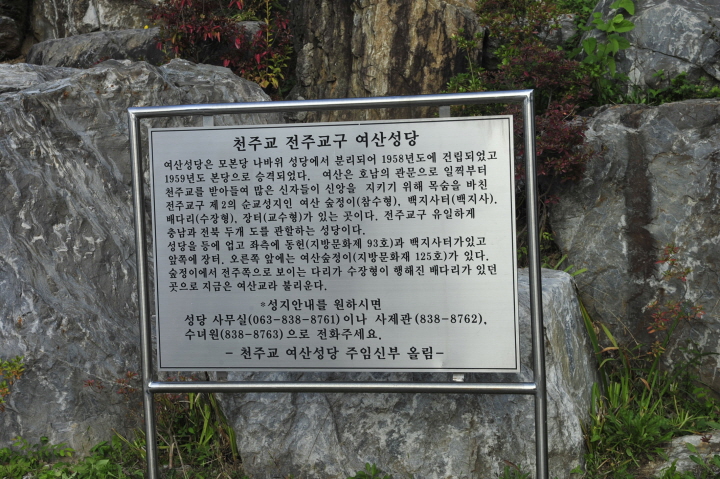 천주교 전주교구 여산성당
여산성당은 모본당 나바위 성당에서 분리되어 1958년도에 건립되었고
1959년도 본당으로 승격되었다. 여산은 호남의 관문으로 일찍부터
천주교를 받아들여 많은 신자들이 신앙을 지키기 위해 목숨을 바친
전주교구 제2의 순교성지인 여산 숲정이(참수형), 백지사터(백지사).
배다리(수장형), 장터(교수형)가 있는 곳이다. 전주교구 유일하게
충남과 전북 두개 도를 관할하는 성당이다.
성당을 등에 업고 좌측에 동헌(지방문화제 93호)과 백지사터가있고
앞쪽에 장터. 오른쪽 앞에는 여산숲정이(지방문화재 125호)가 있다.
숲정이에서 전주쪽으로 보이는 다리가 수장형이 행해진 배다리가 있던
곳으로 지금은 여산교라 불리운다.
*성지안내를 원하시면
성당 사무실(063-838-8761)이나 사제관(838-8762).
수녀원(838-8763)으로 전화주세요.
- 천주교 여산성당 주임신부 올림-